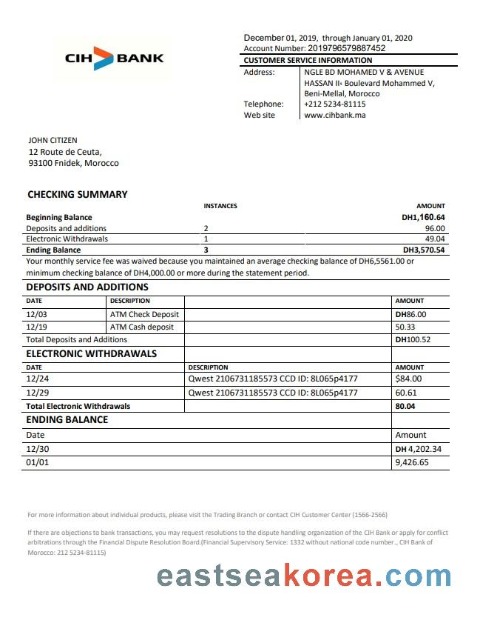 CIH BANK
December 01, 2019, through January 01, 2020
Account Number: 2019796579887452
CUSTOMER SERVICE INFORMATION
Address: NGLE BD MOHAMED V & AVENUE
HASSAN II- Boulevard Mohammed V,
Beni-Mellal, Morocco
Telephone: +212 5234-81115
Web site www.cihbank.ma
JOHN CITIZEN
12 Route de Ceuta,
93100 Fnidek, Morocco
CHECKING SUMMARY
INSTANCES AMOUNT
Beginning Balance DH1,160.64
Deposits and additions 2 96.00
Electronic Withdrawals 1 49.04
Ending Balance 3 DH3,570.54
Your monthly service fee was waived because you maintained an average checking balance of DH6,5561.00 or
minimum checking balance of DH4,000.00 or more during the statement period.
DEPOSITS AND ADDITIONS
DATE DESCRIPTION AMOUNT
12/03 ATM Check Deposit DH86.00
12/19 ATM Cash deposit 50.33
Total Deposits and Additions DH100.52
ELECTRONIC WITHDRAWALS
DATE DESCRIPTION AMOUNT
12/24 Qwest 2106731185573 CCD ID: 8L065p4177 $84.00
12/29 Qwest 2106731185573 CCD ID: 8L065p4177 60.61
Total Electronic Withdrawals 80.04
ENDING BALANCE
Date Amount
12/30 DH 4,202.34
01/01 9,426.65
For more information about individual products, please visit the Trading Branch or contact CIH Customer Center (1566-2566)
If there are objections to bank transactions, you may request resolutions to the dispute handling organization of the CIH Bank or apply for conflict
arbitrations through the Financial Dispute Resolution Board.(Financial Supervisory Service: 1332 without national code number., CIH Bank of
Morocco: 212 5234-81115)
eastseakorea.com